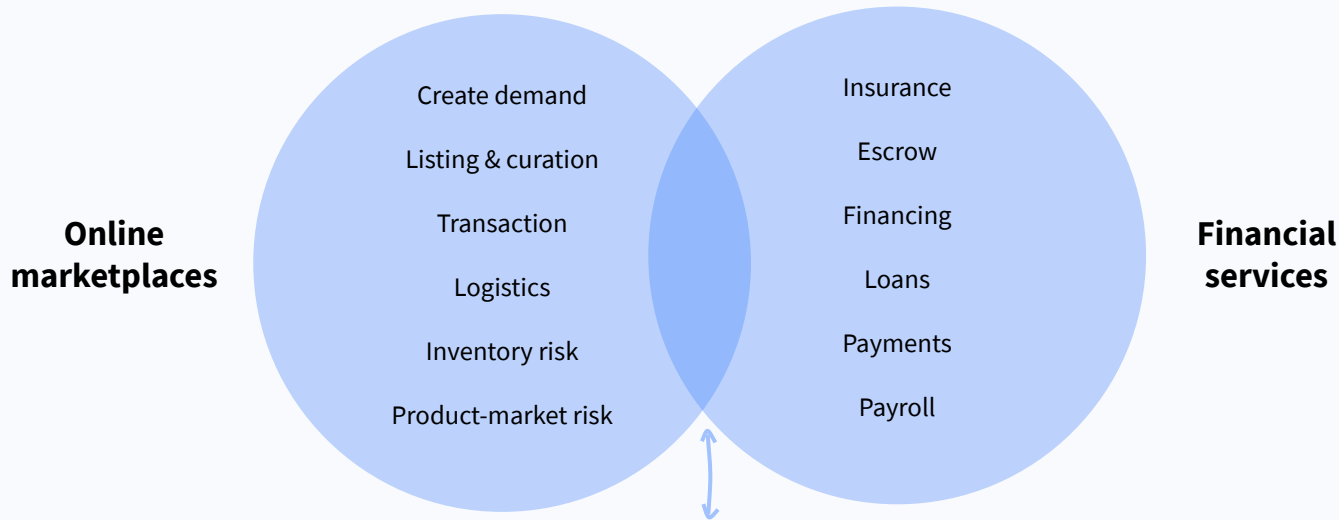 Online
marketplaces
Create demand
Listing & curation
Transaction
Logistics
Inventory risk
Product-market risk
Insurance
Escrow
Financing
Loans
Payments
Payroll
Financial
services